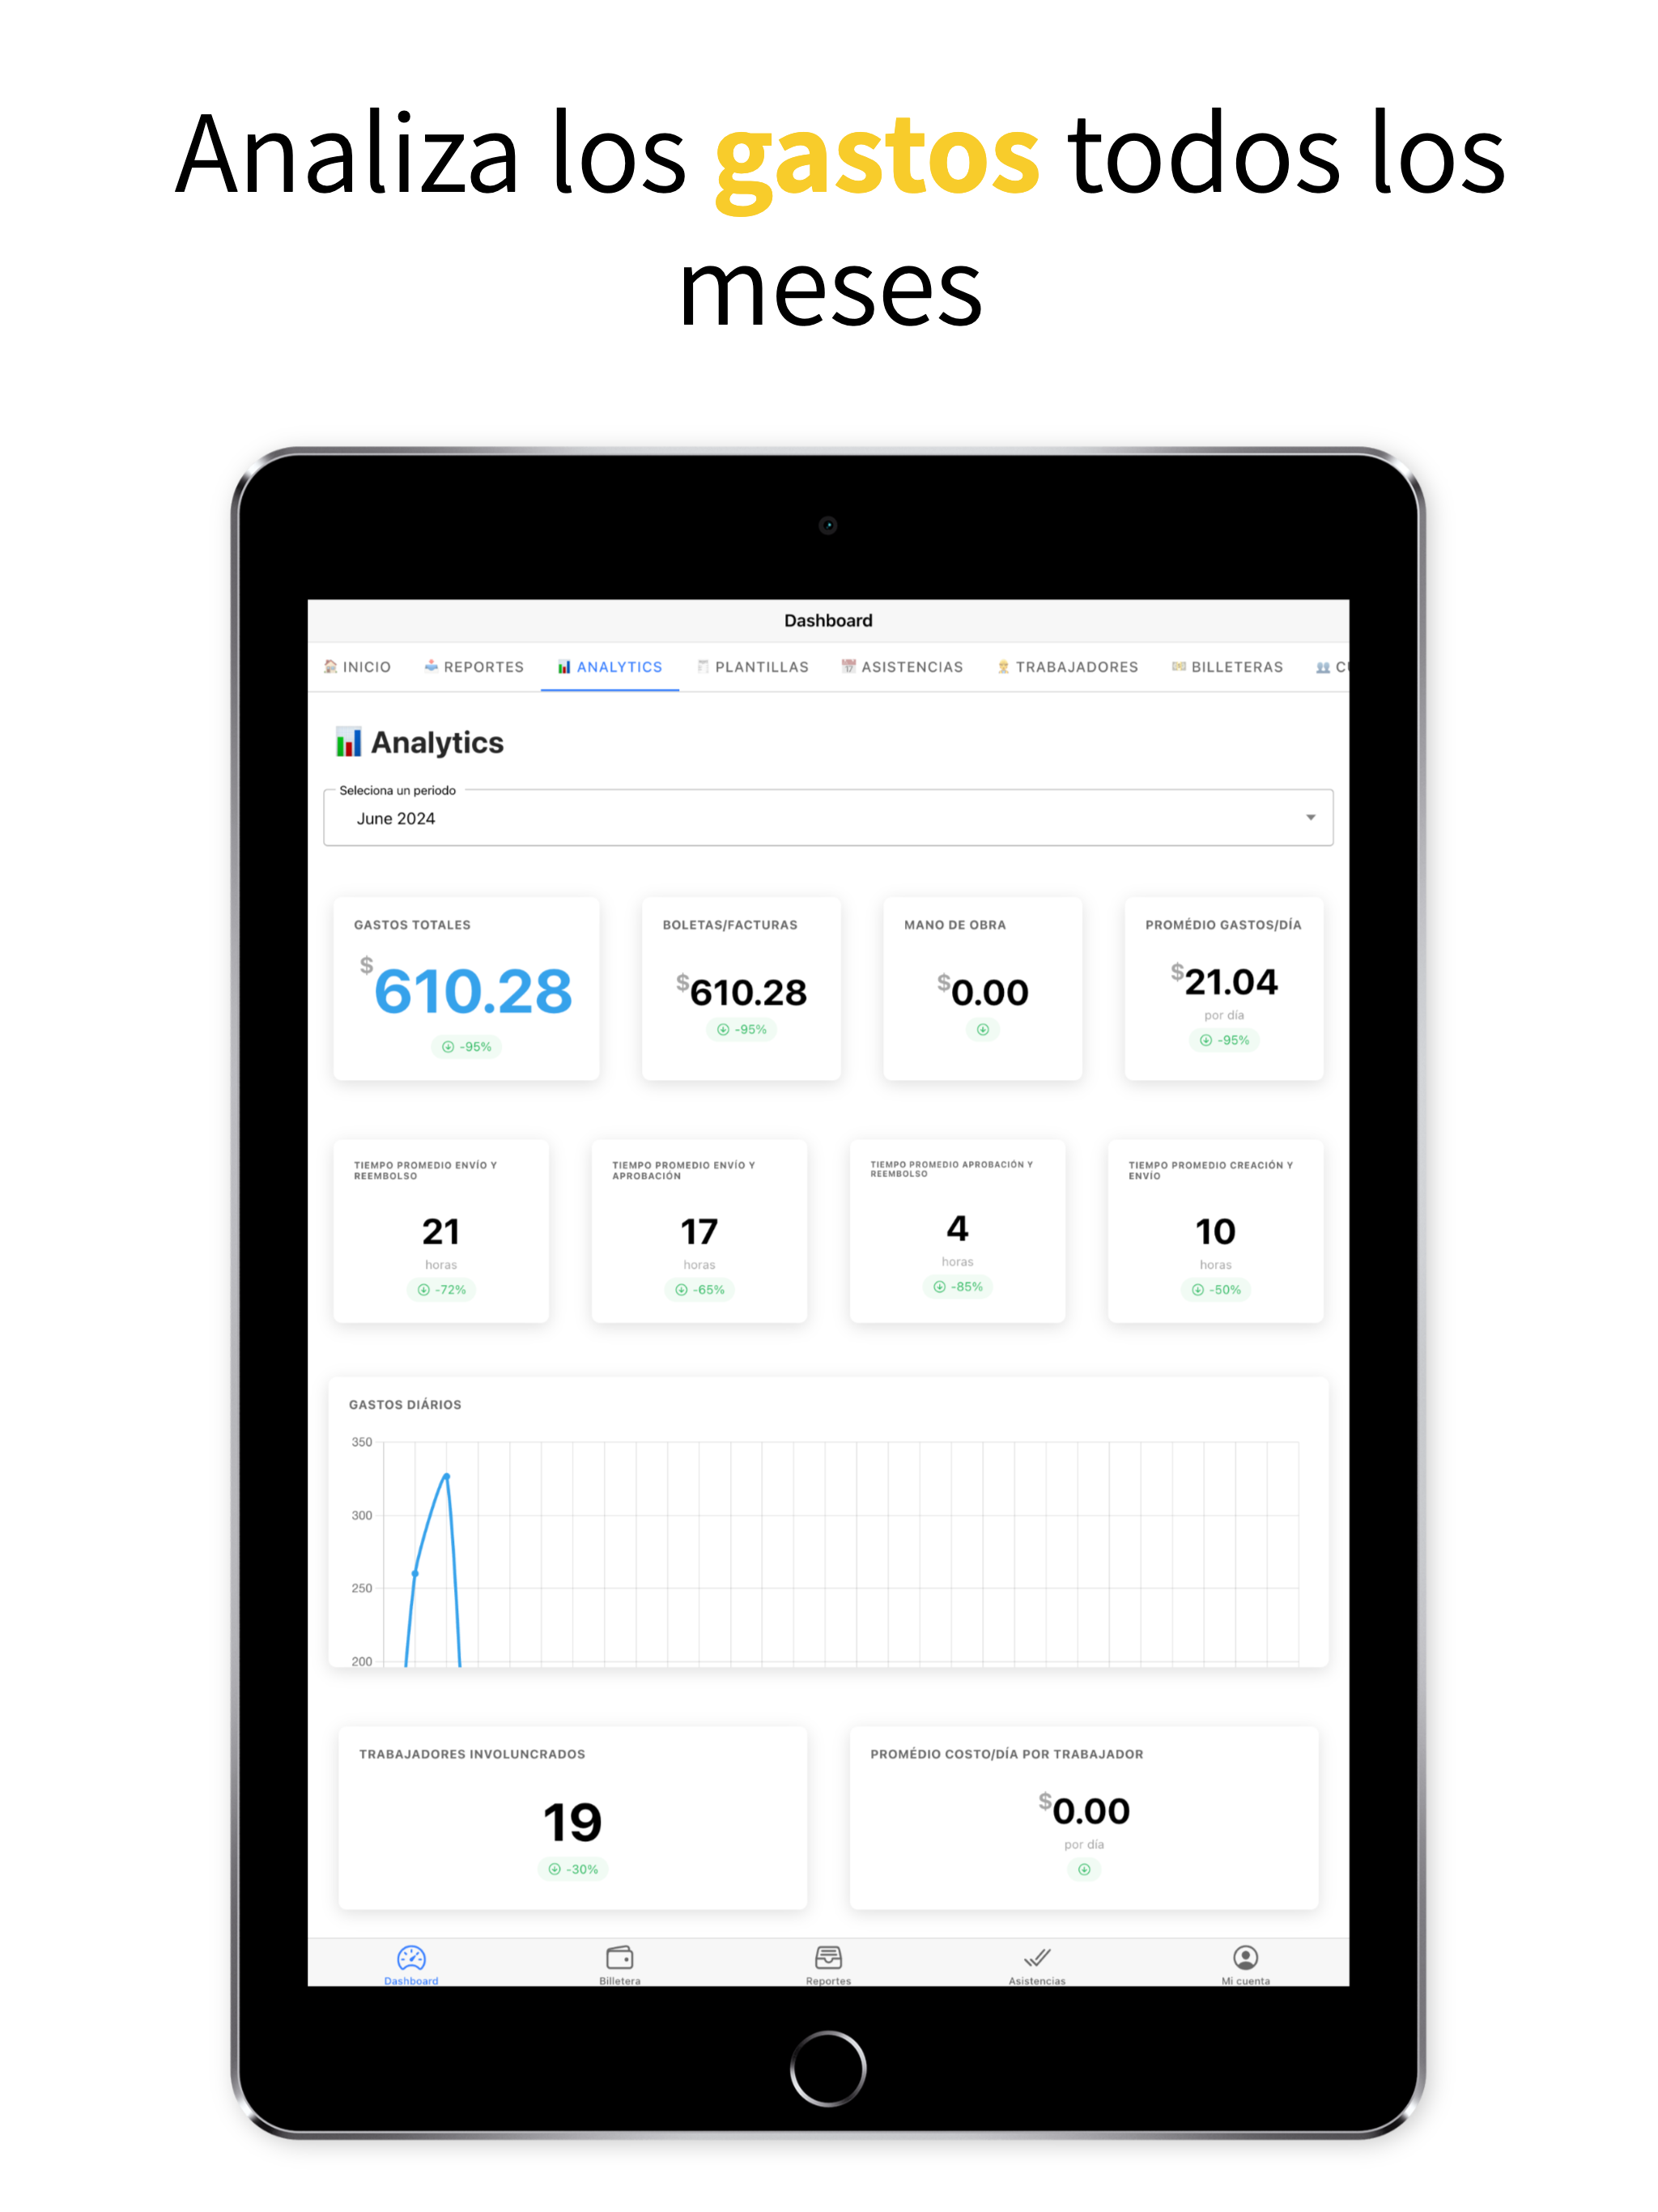 Analiza los gastos todos los
meses
Dashboard
INICIO REPORTES ANALYTICS PLANTILLAS ASISTENCIAS TRABAJADORES BILLETERAS
Analytics
Seleciona un periodo
June 2024
GASTOS TOTALES
$610.28
-95%
BOLETAS/FACTURAS
$610.28
-95%
MANO DE OBRA
$0.00
PROMÉDIO GASTOS/DÍA
$21.04
por día
-95%
TIEMPO PROMEDIO ENVÍO Y
REEMBOLSO
21
horas
-72%
TIEMPO PROMEDIO ENVÍO Y
APROBACIÓN
17
horas
-65%
TIEMPO PROMEDIO APROBACIÓN Y
REEMBOLSO
4
horas
-85%
TIEMPO PROMEDIO CREACIÓN Y
ENVÍO
10
horas
-50%
GASTOS DIÁRIOS
350
300
250
200
TRABAJADORES INVOLUNCRADOS
19
-30%
PROMÉDIO COSTO/DÍA POR TRABAJADOR
$0.00
por día
Dashboard Billetera Reportes Asistencias Mi cuenta